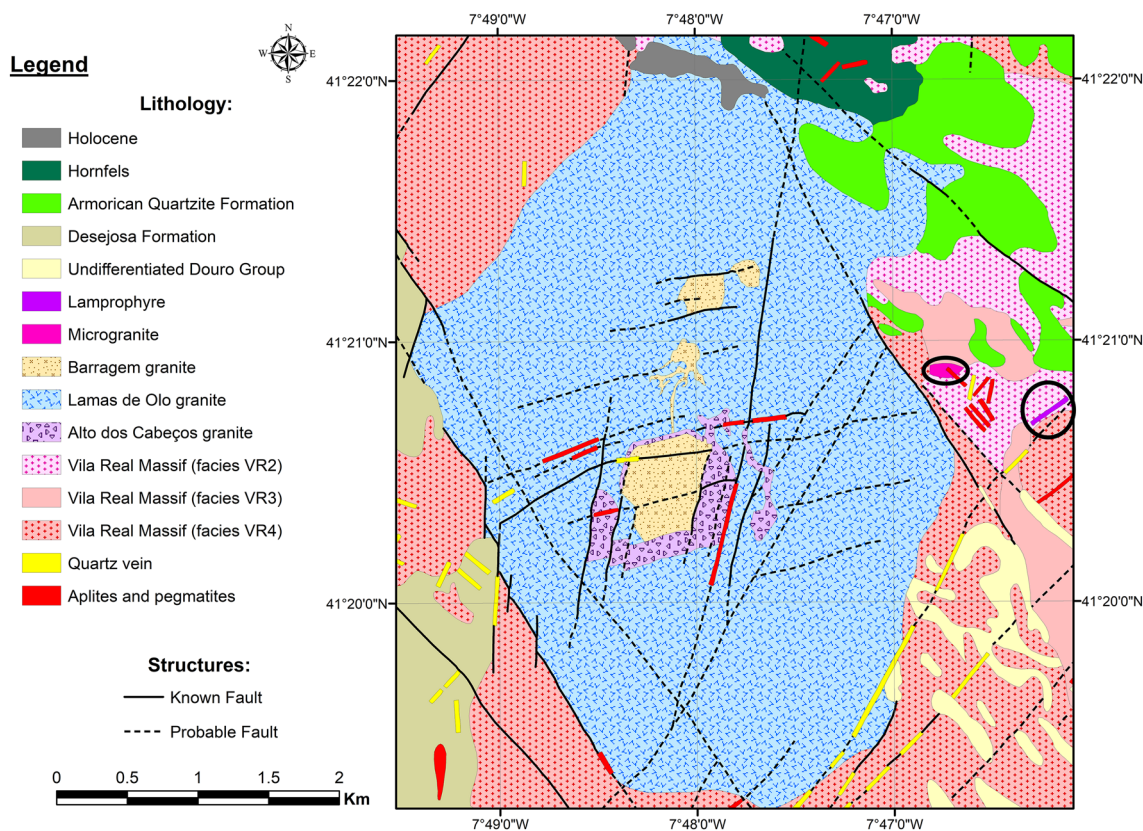 7°49'0"W 7°48'0"W 7°47'0"W
N
W E
S
Legend
41°22'0"N 41°22'0"N
Lithology:
Holocene
Hornfels
Armorican Quartzite Formation
Desejosa Formation
Undifferentiated Douro Group
Lamprophyre
Microgranite
41°21'0"N 41°21'0"N
Barragem granite
Lamas de Olo granite
Alto dos Cabeços granite
Vila Real Massif (facies VR2)
Vila Real Massif (facies VR3)
Vila Real Massif (facies VR4)
Quartz vein
Aplites and pegmatites
41°20'0"N 41°20'0"N
Structures:
Known Fault
Probable Fault
0 0.5 1 1.5 2
Km
7°49'0"W 7°48'0"W 7°47'0"W